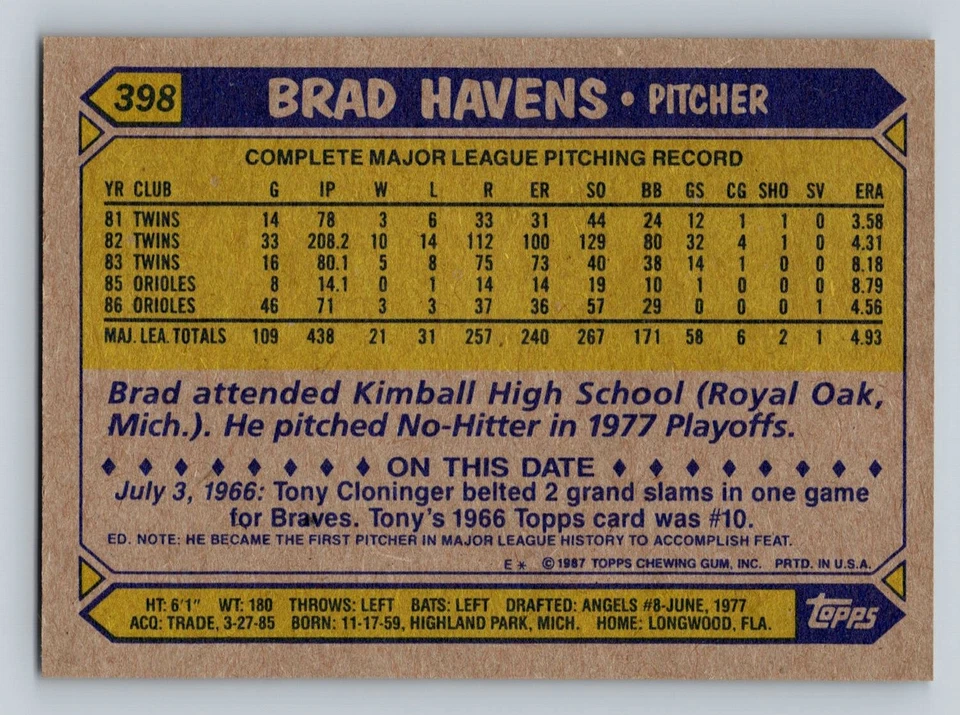 398 BRAD HAVENS • PITCHER
COMPLETE MAJOR LEAGUE PITCHING RECORD
YR CLUB G IP W L R ER SO BB GS CG SHO SV ERA
81 TWINS 14 78 3 6 33 31 44 24 12 1 1 0 3.58
82 TWINS 33 208.2 10 14 112 100 129 80 32 4 1 0 4.31
83 TWINS 16 80.1 5 8 75 73 40 38 14 1 0 0 8.18
85 ORIOLES 8 14.1 0 1 14 14 19 10 1 0 0 0 8.79
86 ORIOLES 46 71 3 3 37 36 57 29 0 0 0 1 4.56
MAJ. LEA. TOTALS 109 438 21 31 257 240 267 171 58 6 2 1 4.93
Brad attended Kimball High School (Royal Oak,
Mich.). He pitched No-Hitter in 1977 Playoffs.
ON THIS DATE
July 3, 1966: Tony Cloninger belted 2 grand slams in one game
for Braves. Tony's 1966 Topps card was #10.
ED. NOTE: HE BECAME THE FIRST PITCHER IN MAJOR LEAGUE HISTORY TO ACCOMPLISH FEAT.
E* © 1987 TOPPS CHEWING GUM, INC. PRTD. IN U.S.A.
HT: 6'1" WT: 180 THROWS: LEFT BATS: LEFT DRAFTED: ANGELS #8-JUNE, 1977
ACQ: TRADE, 3-27-85 BORN: 11-17-59, HIGHLAND PARK, MICH. HOME: LONGWOOD, FLA.
Topps